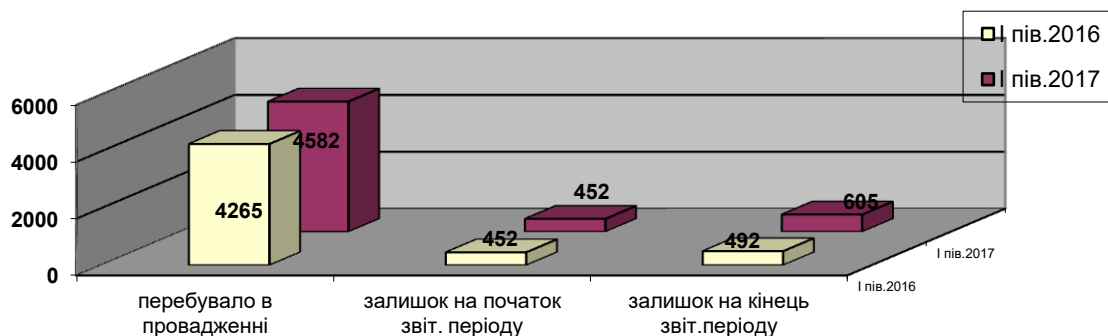 І пів.2016
І пів.2017
6000
4000
2000
0
4582
4265
452
452
605
492
І пів.2017
І пів.2016
перебувало в
провадженні
залишок на початок
звіт. періоду
залишок на кінець
звіт.періоду